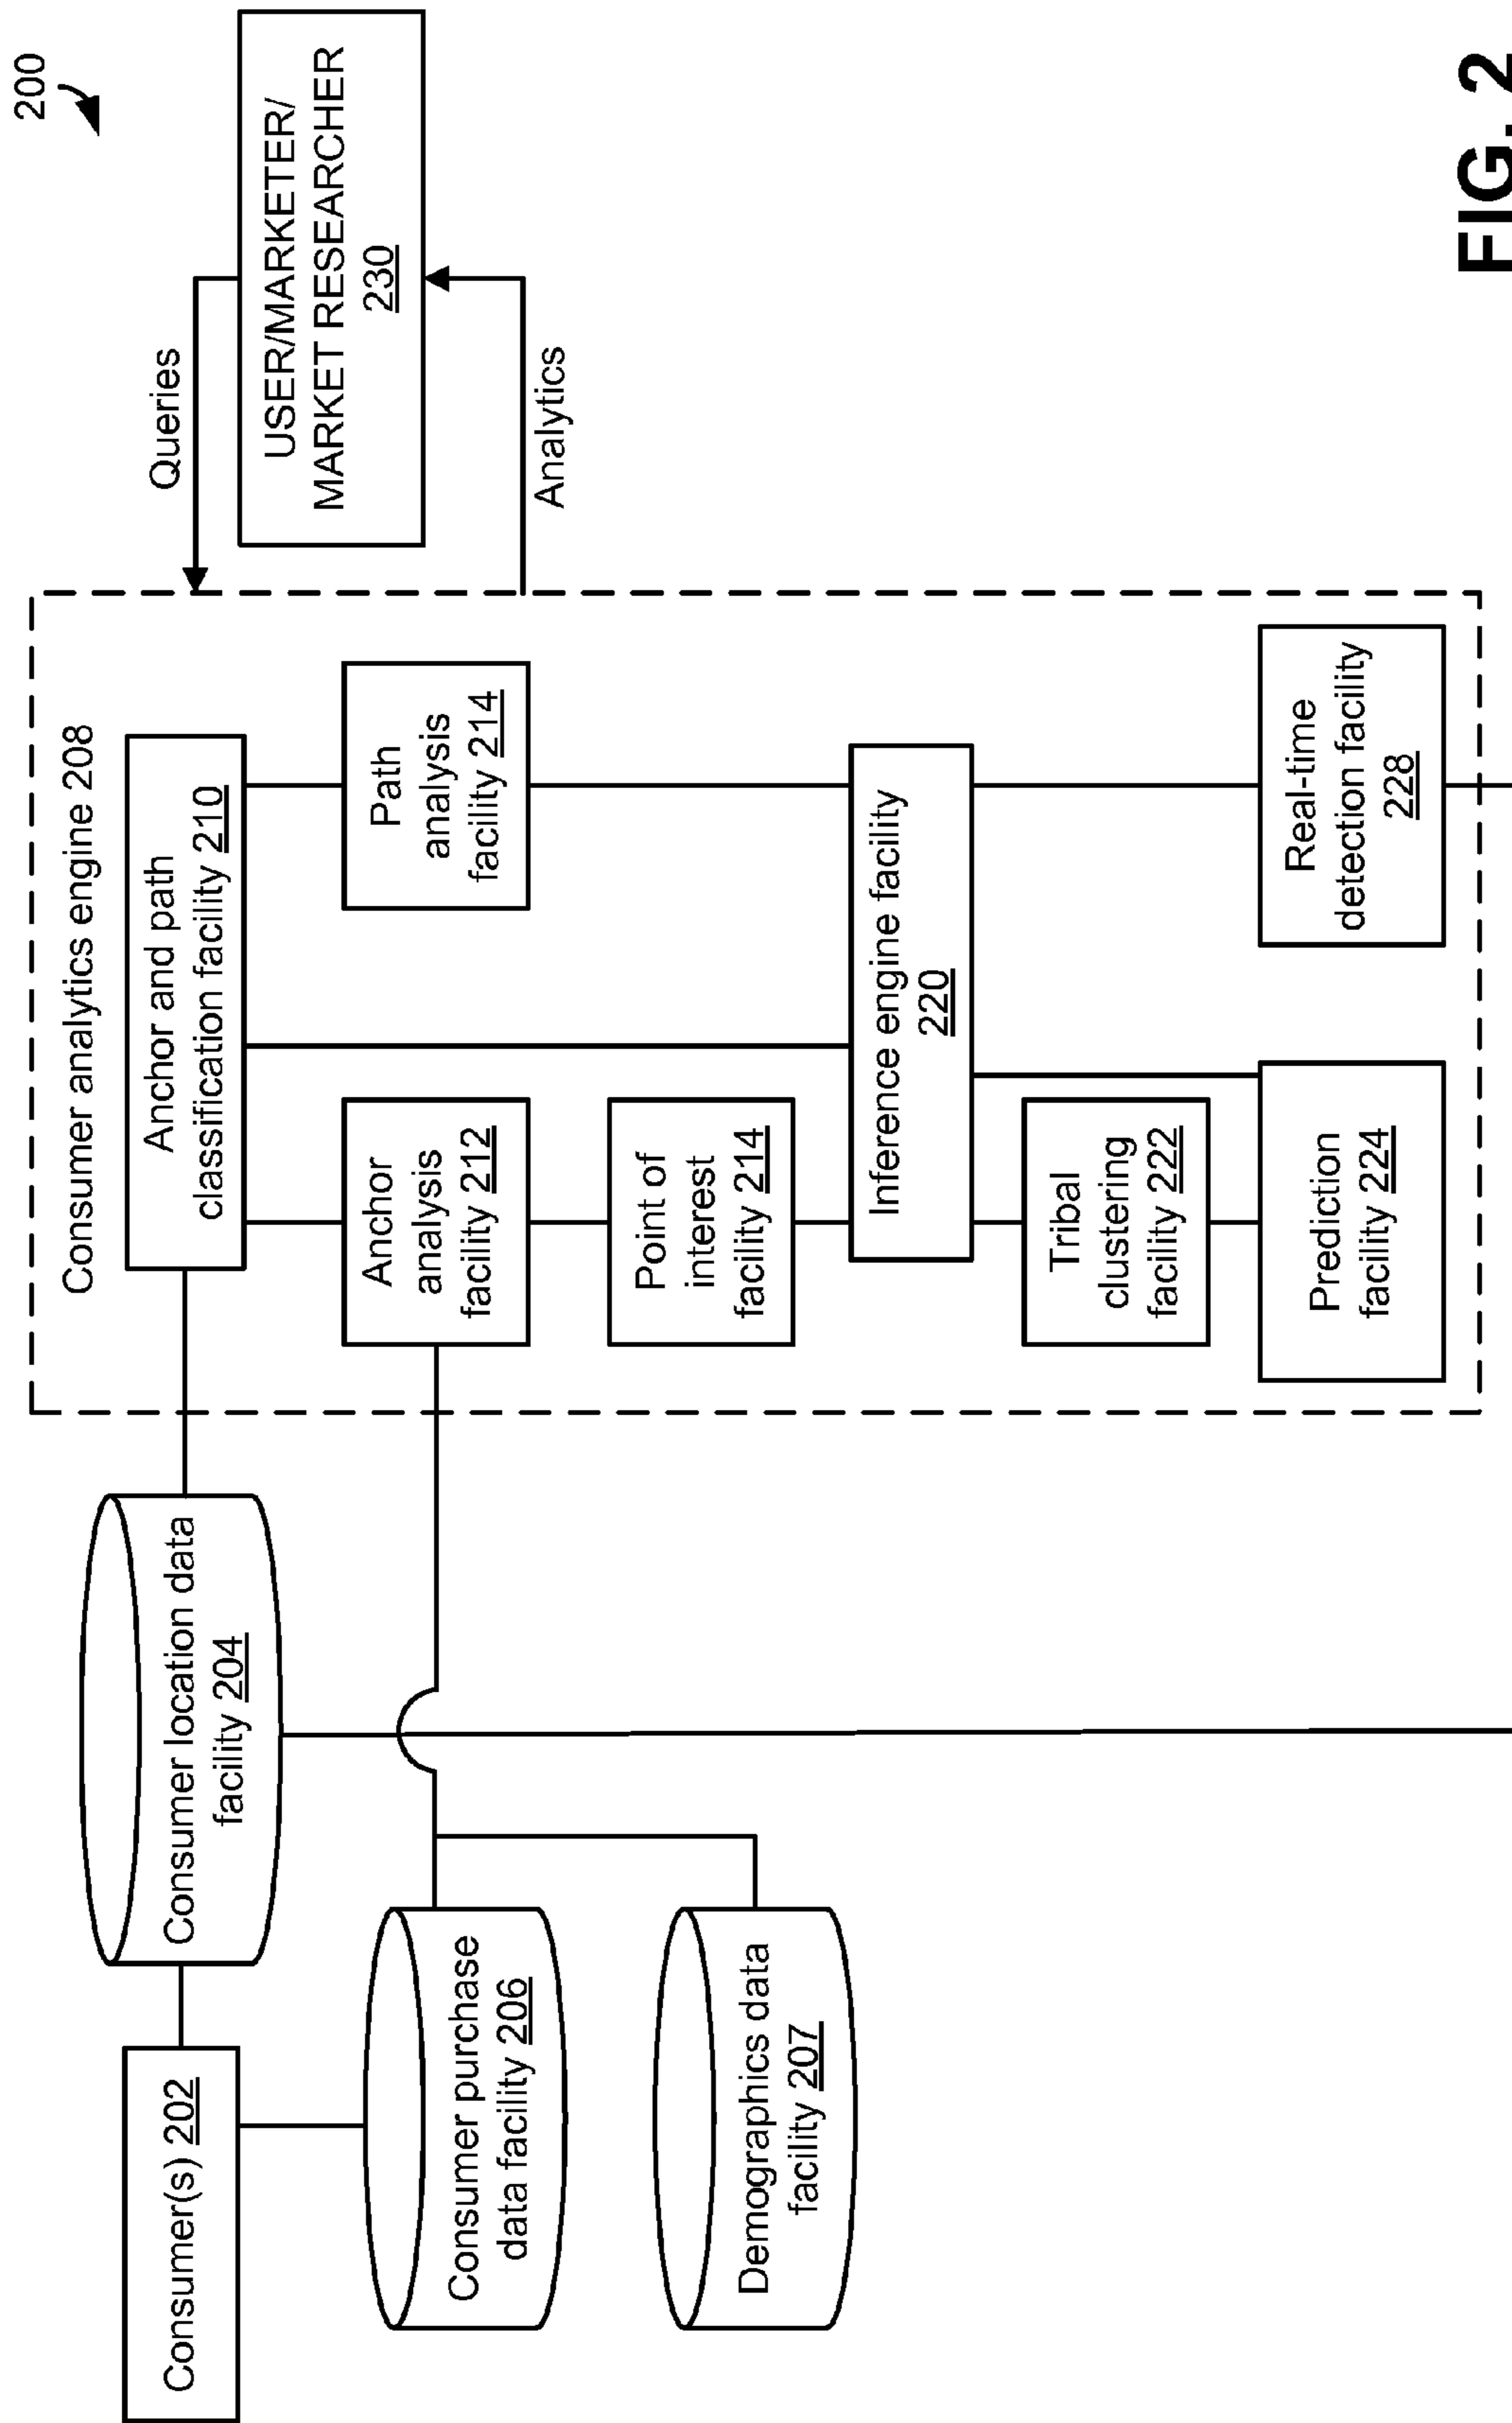 200
Consumer(s) 202
Consumer location data
facility 204
Consumer purchase
data facility 206
Demographics data
facility 207
Consumer analytics engine 208
Anchor and path
classification facility 210
Anchor
analysis
facility 212
Path
analysis
facility 214
Point of
interest
facility 214
Inference engine facility
220
Tribal
clustering
facility 222
Prediction
facility 224
Real-time
detection facility
228
Queries
USER/MARKETER/
MARKET RESEARCHER
230
Analytics
FIG. 2